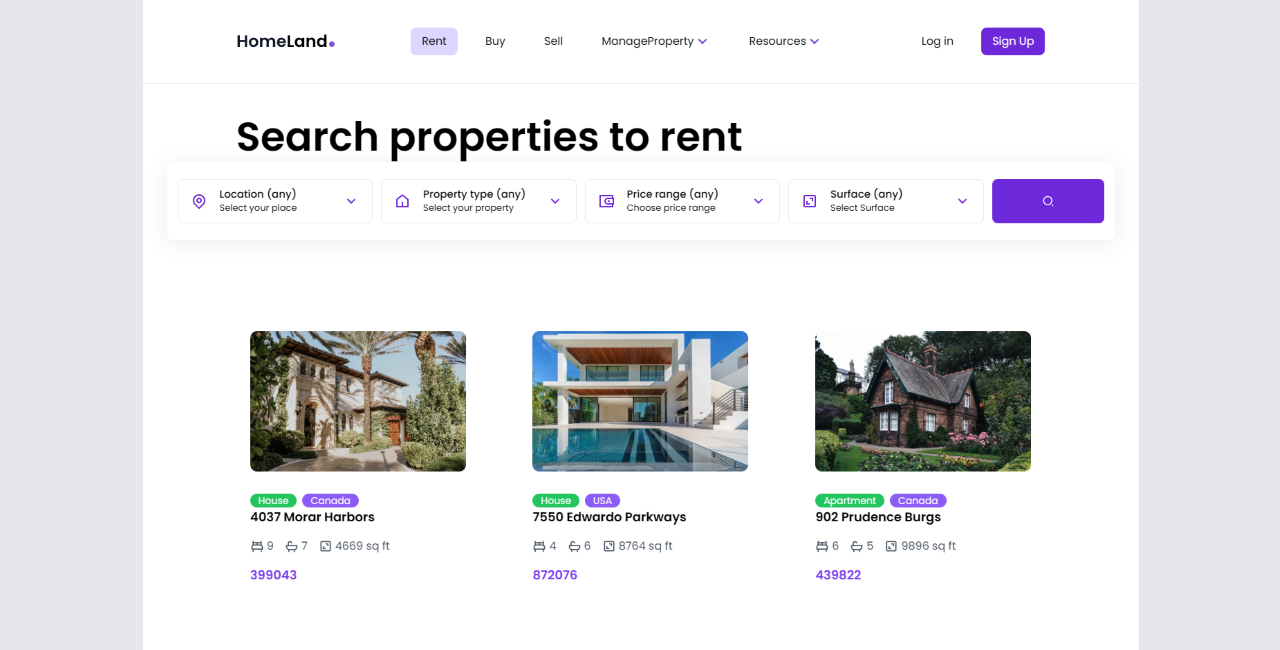 HomeLand. Rent Buy Sell ManageProperty Resources Log in Sign Up
Search properties to rent
Location (any) Property type (any) Price range (any) Surface (any)
Select your place Select your property Choose price range Select Surface
House Canada House USA Apartment Canada
4037 Morar Harbors 7550 Edwardo Parkways 902 Prudence Burgs
9 7 4669 sq ft 4 6 8764 sq ft 6 5 9896 sq ft
399043 872076 439822